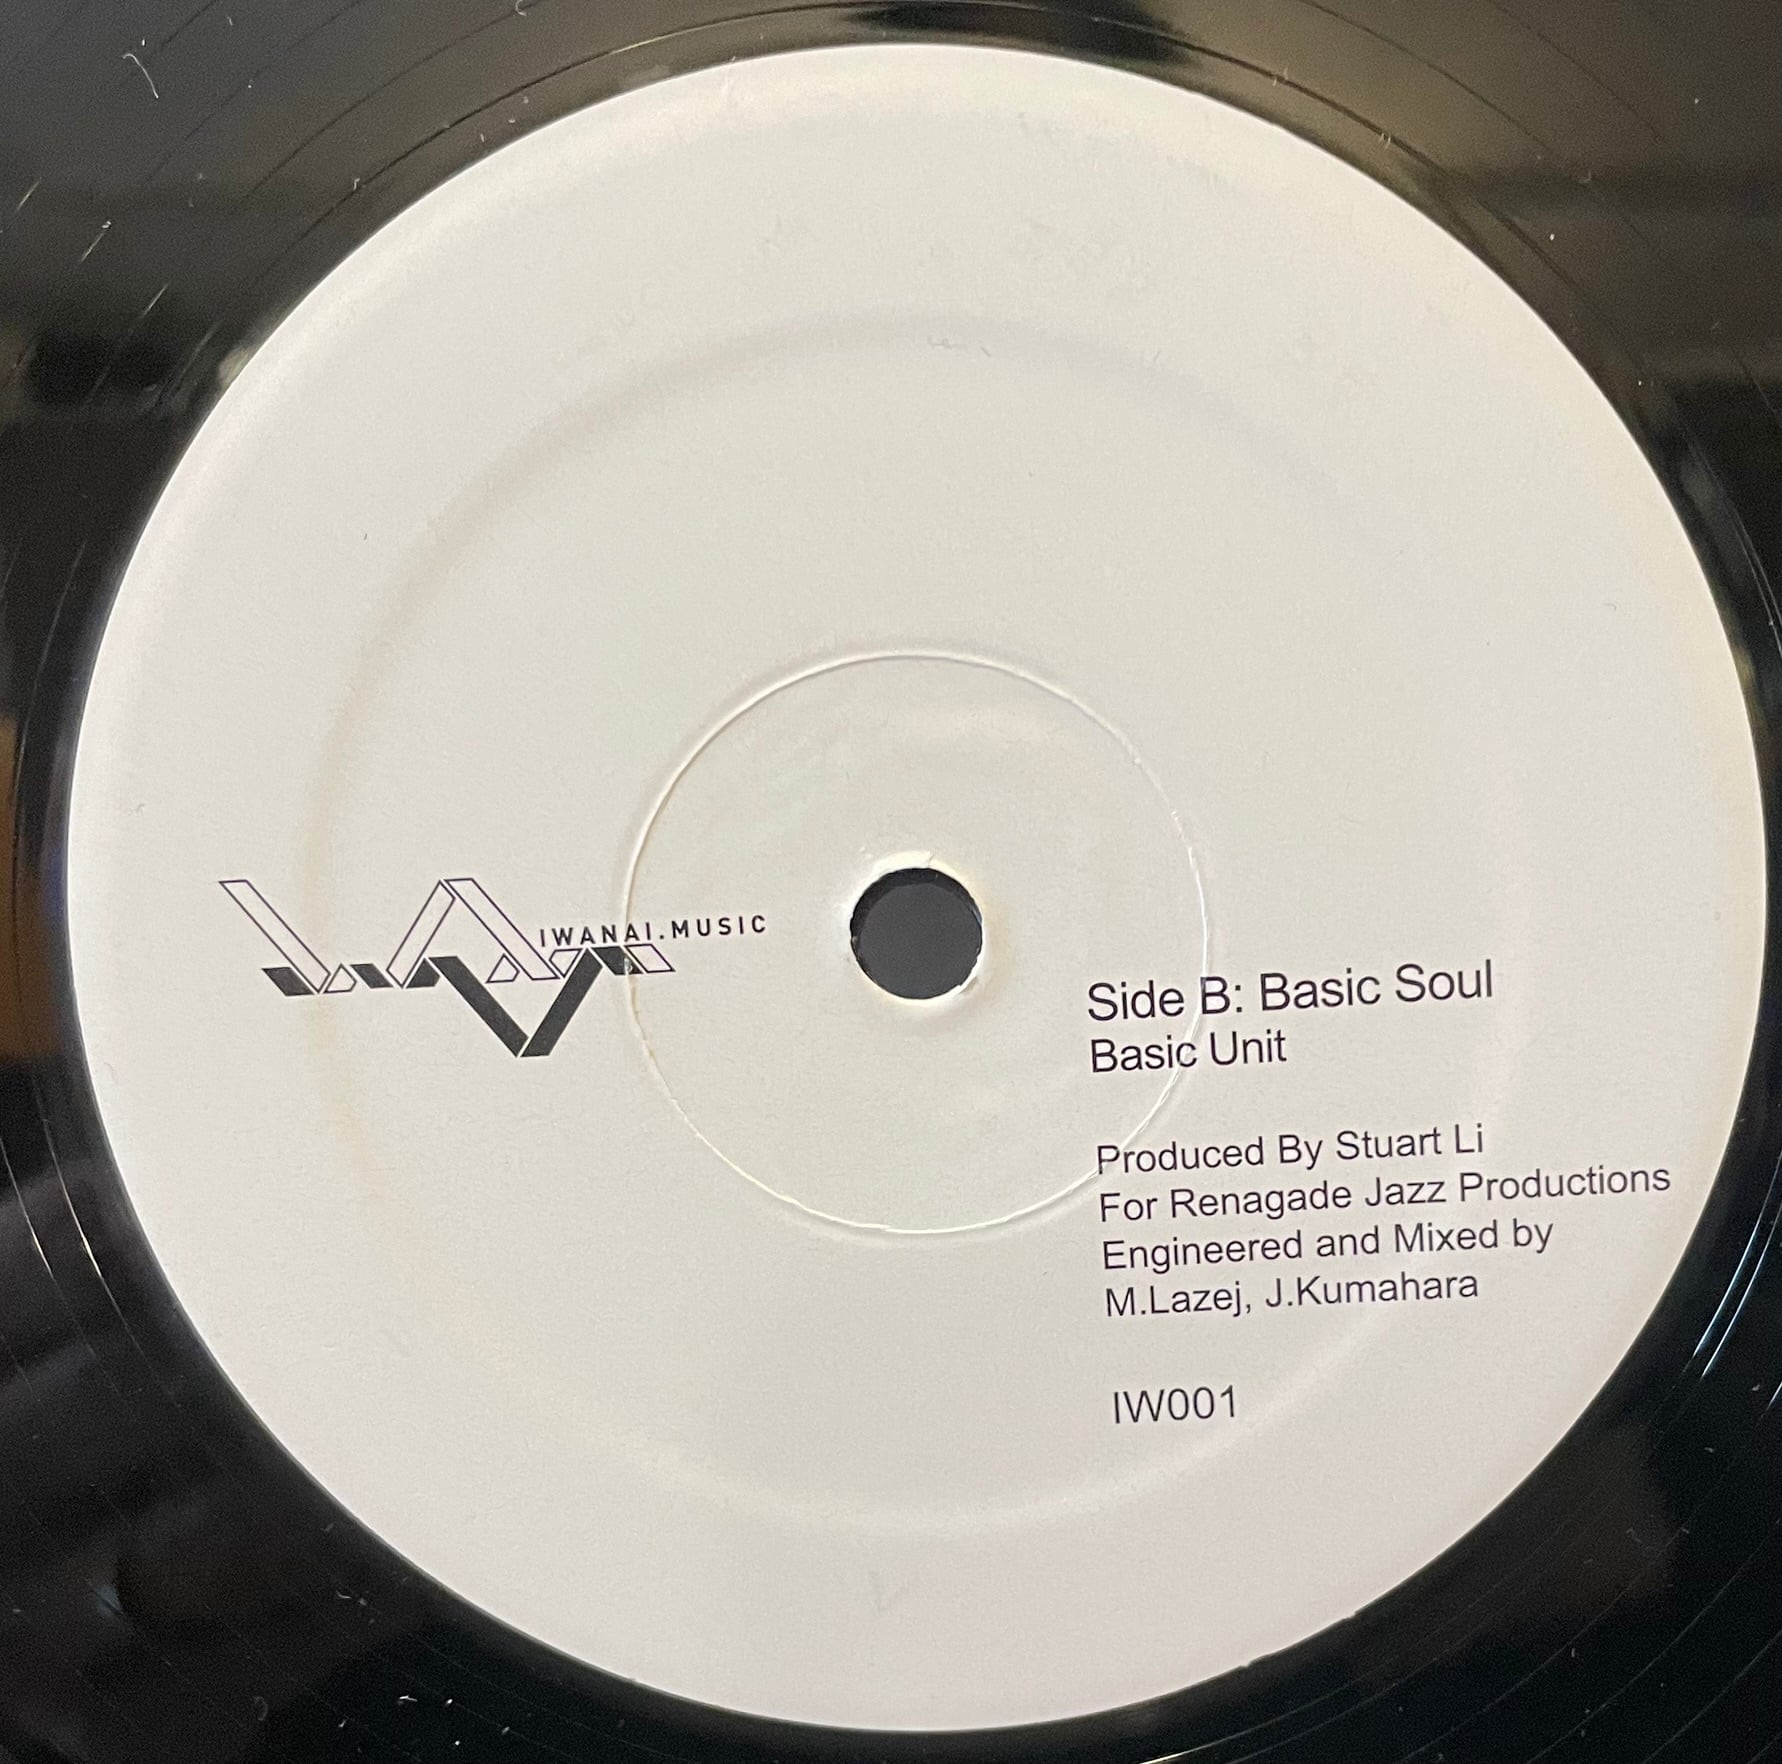 IWANAI.MUSIC
Side B: Basic Soul
Basic Unit
Produced By Stuart Li
For Renagade Jazz Productions
Engineered and Mixed by
M.Lazej, J.Kumahara
IW001